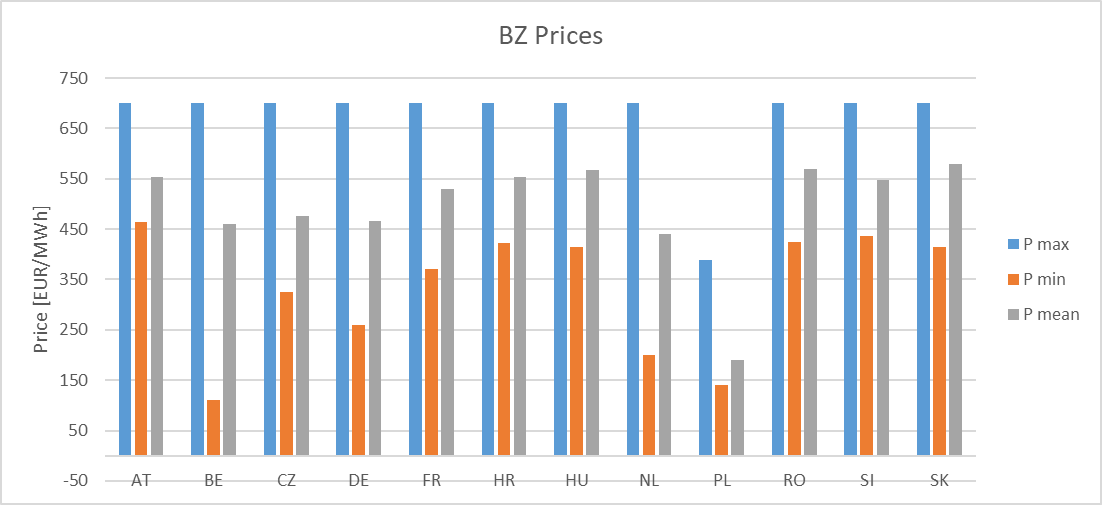 BZ Prices
Price [EUR/MWh]
750
650
550
450
350
250
150
50
-50
AT BE CZ DE FR HR HU NL PL RO SI SK
P max
P min
P mean